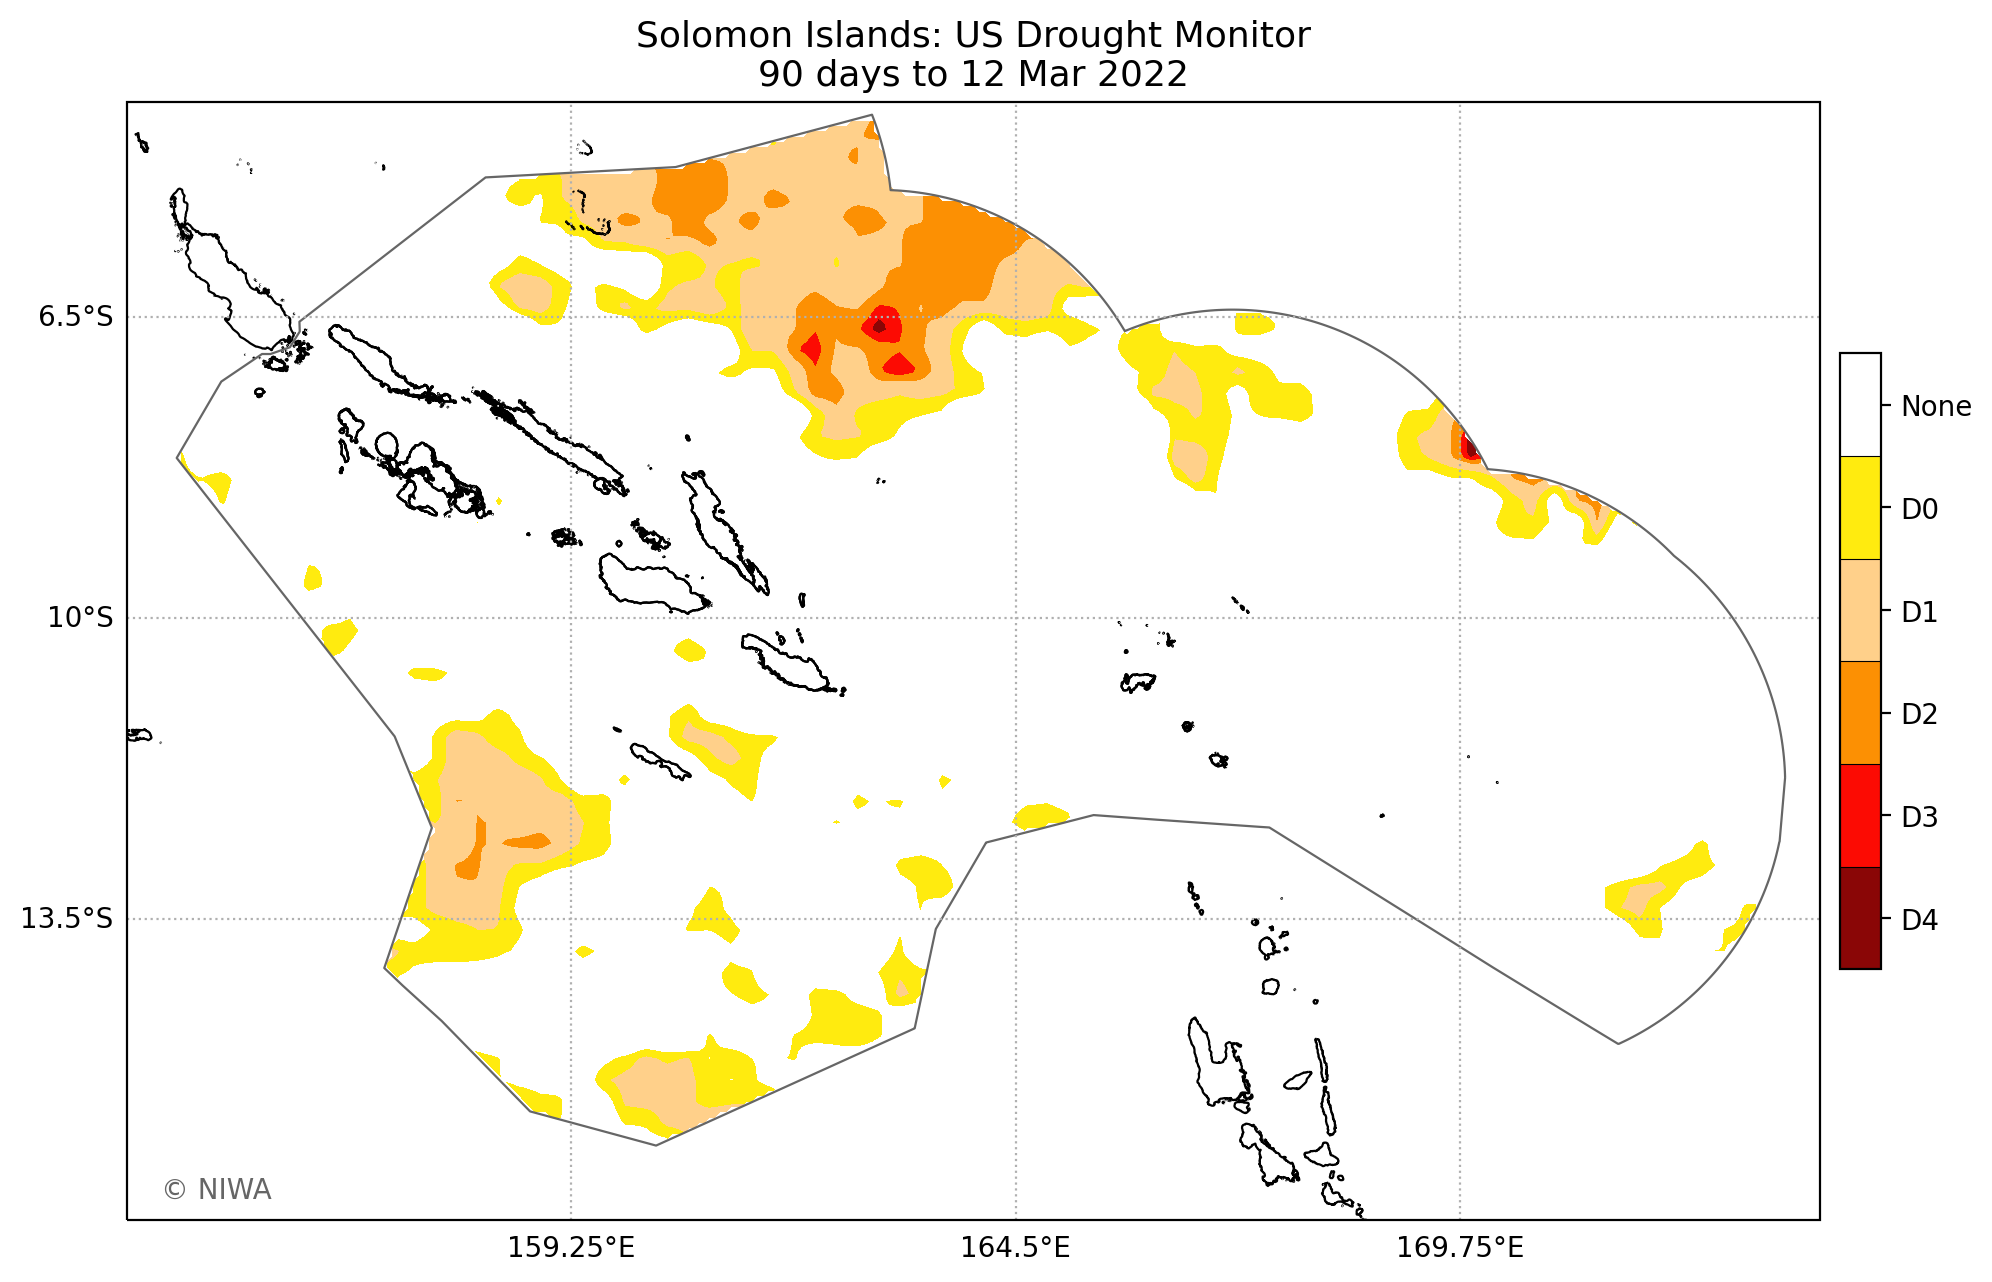 Solomon Islands: US Drought Monitor
90 days to 12 Mar 2022
6.5°S
10°S
13.5°S
159.25°E
164.5°E
169.75°E
None
D0
D1
D2
D3
D4
© NIWA